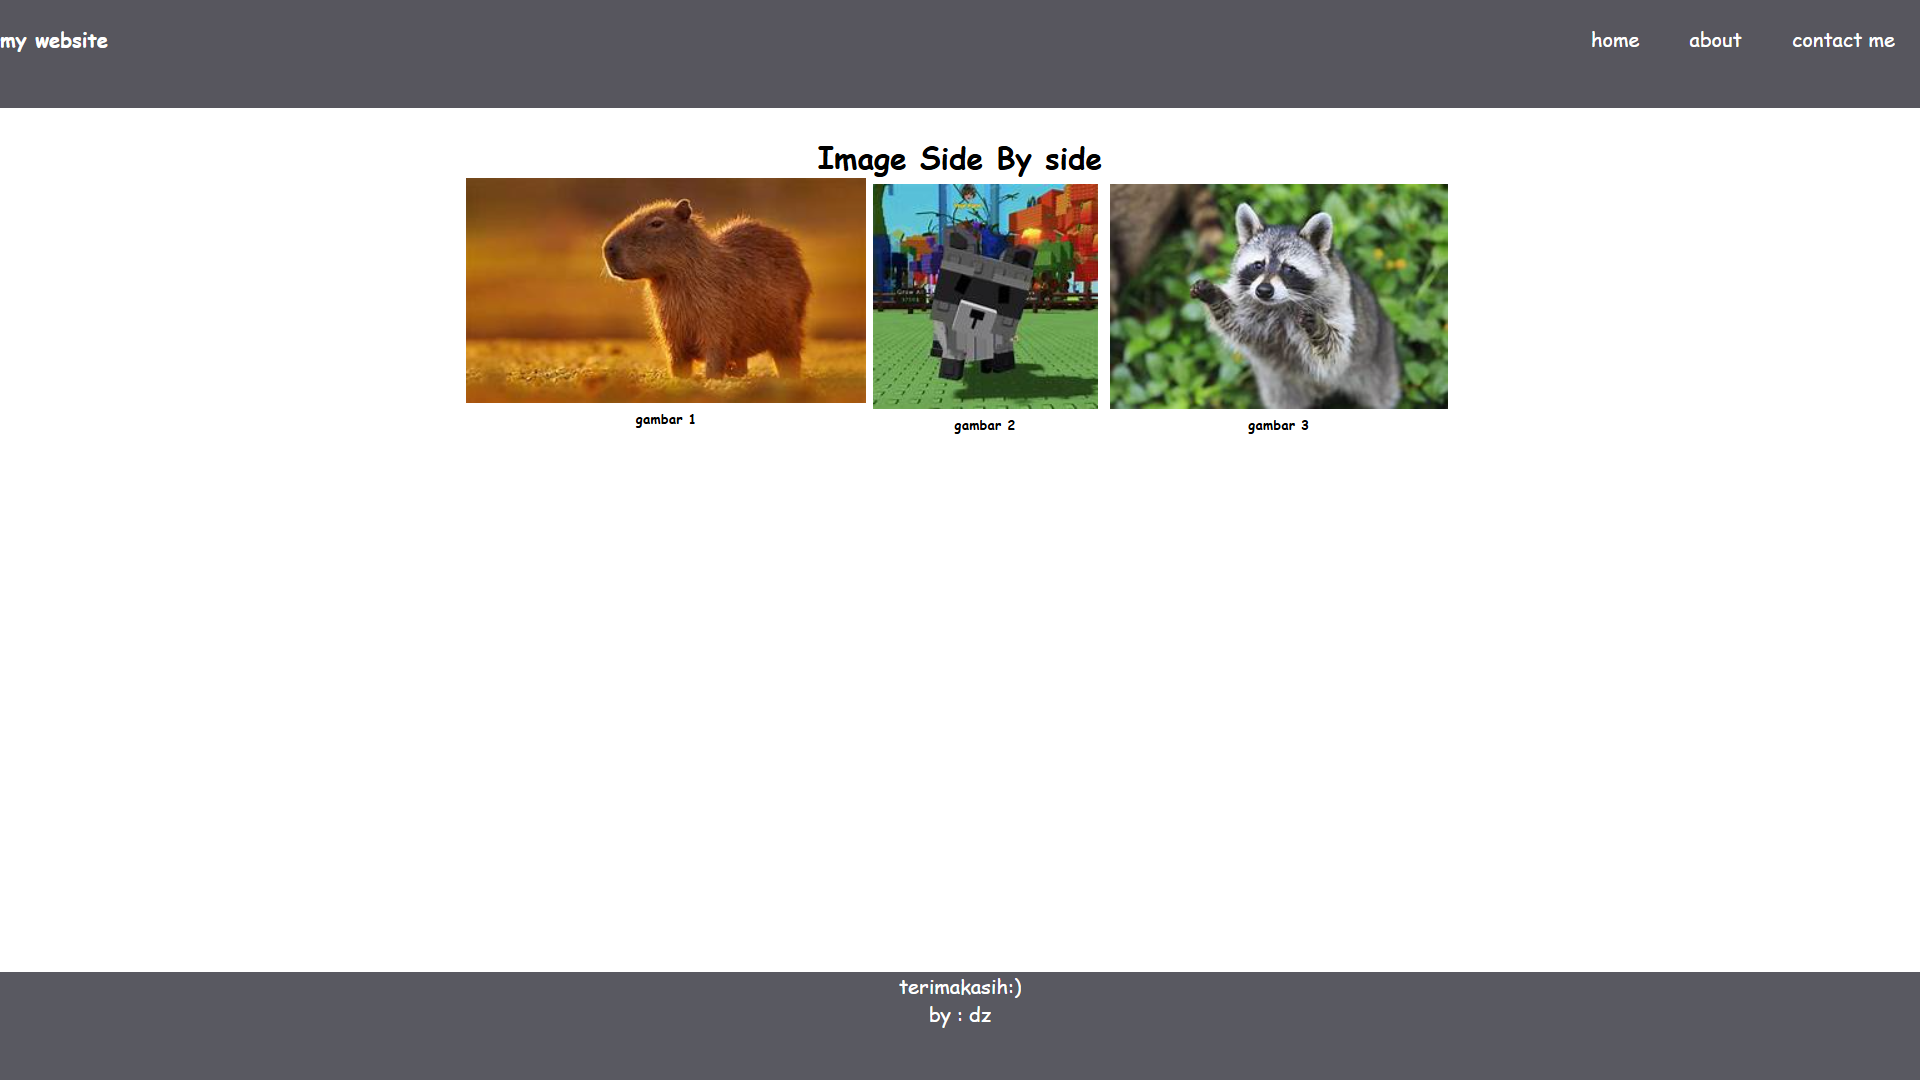 my website
home about contact me
Image Side By side
gambar 1
gambar 2
gambar 3
terimakasih:)
by : dz